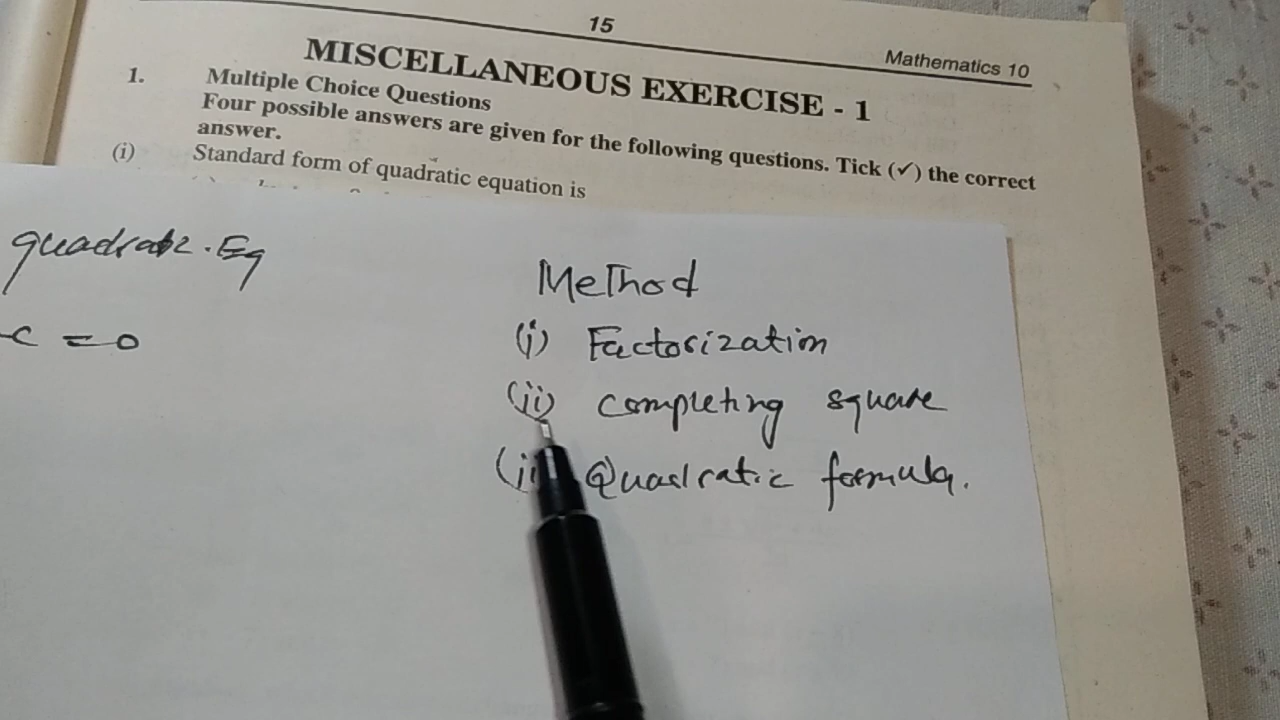 15
Mathematics 10
MISCELLANEOUS EXERCISE - 1
1. Multiple Choice Questions
Four possible answers are given for the following questions. Tick (✓) the correct
answer.
(i) Standard form of quadratic equation is
quadratic. Eq
c = 0
Method
(i) Factorization
(ii) completing square
(ii Quadratic formula.